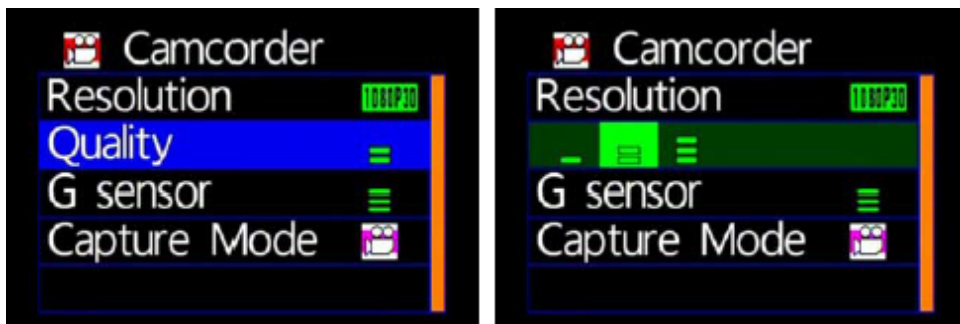 Camcorder
Resolution 1080P30
Quality
G sensor
Capture Mode
Camcorder
Resolution 1080P30
G sensor
Capture Mode